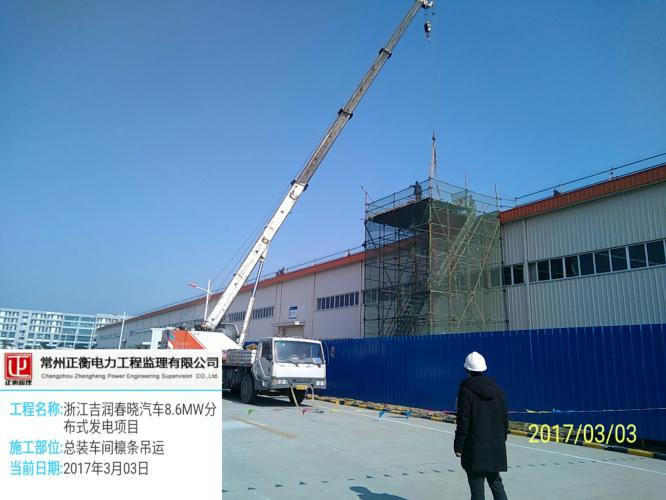 常州正衡电力工程监理有限公司
Changzhou Zhengheng Power Engineering Supervision CO.,Ltd.
正衡监理
工程名称:浙江吉润春晓汽车8.6MW分
布式发电项目
施工部位:总装车间檩条吊运
当前日期:2017年3月03日
2017/03/03